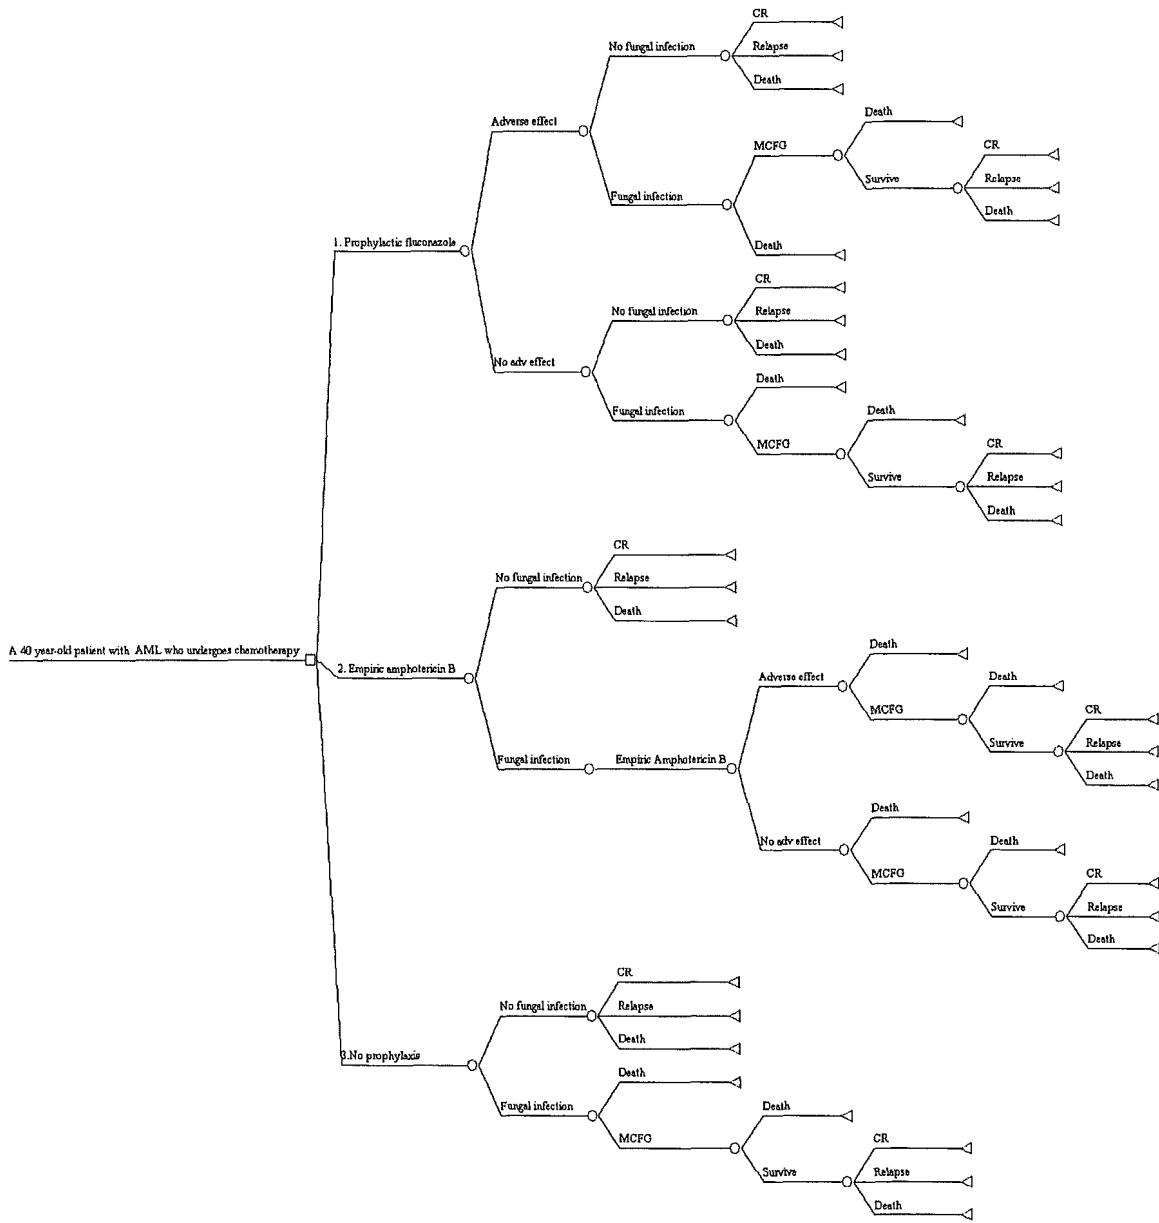 CR
No fungal infection
Relapse
Death
Adverse effect
Death
MCFG
CR
Survive
Relapse
Fungal infection
Death
1. Prophylactic fluconazole
Death
CR
No fungal infection
Relapse
Death
No adv effect
Death
Fungal infection
Death
MCFG
CR
Survive
Relapse
Death
CR
No fungal infection
Relapse
Death
A 40 year-old patient with AML who undergoes chemotherapy
2. Empiric amphotericin B
Death
Adverse effect
Death
MCFG
CR
Survive
Relapse
Fungal infection
Empiric Amphotericin B
Death
Death
No adv effect
Death
MCFG
CR
Survive
Relapse
Death
CR
No fungal infection
Relapse
Death
3.No prophylaxis
Death
Fungal infection
Death
MCFG
CR
Survive
Relapse
Death